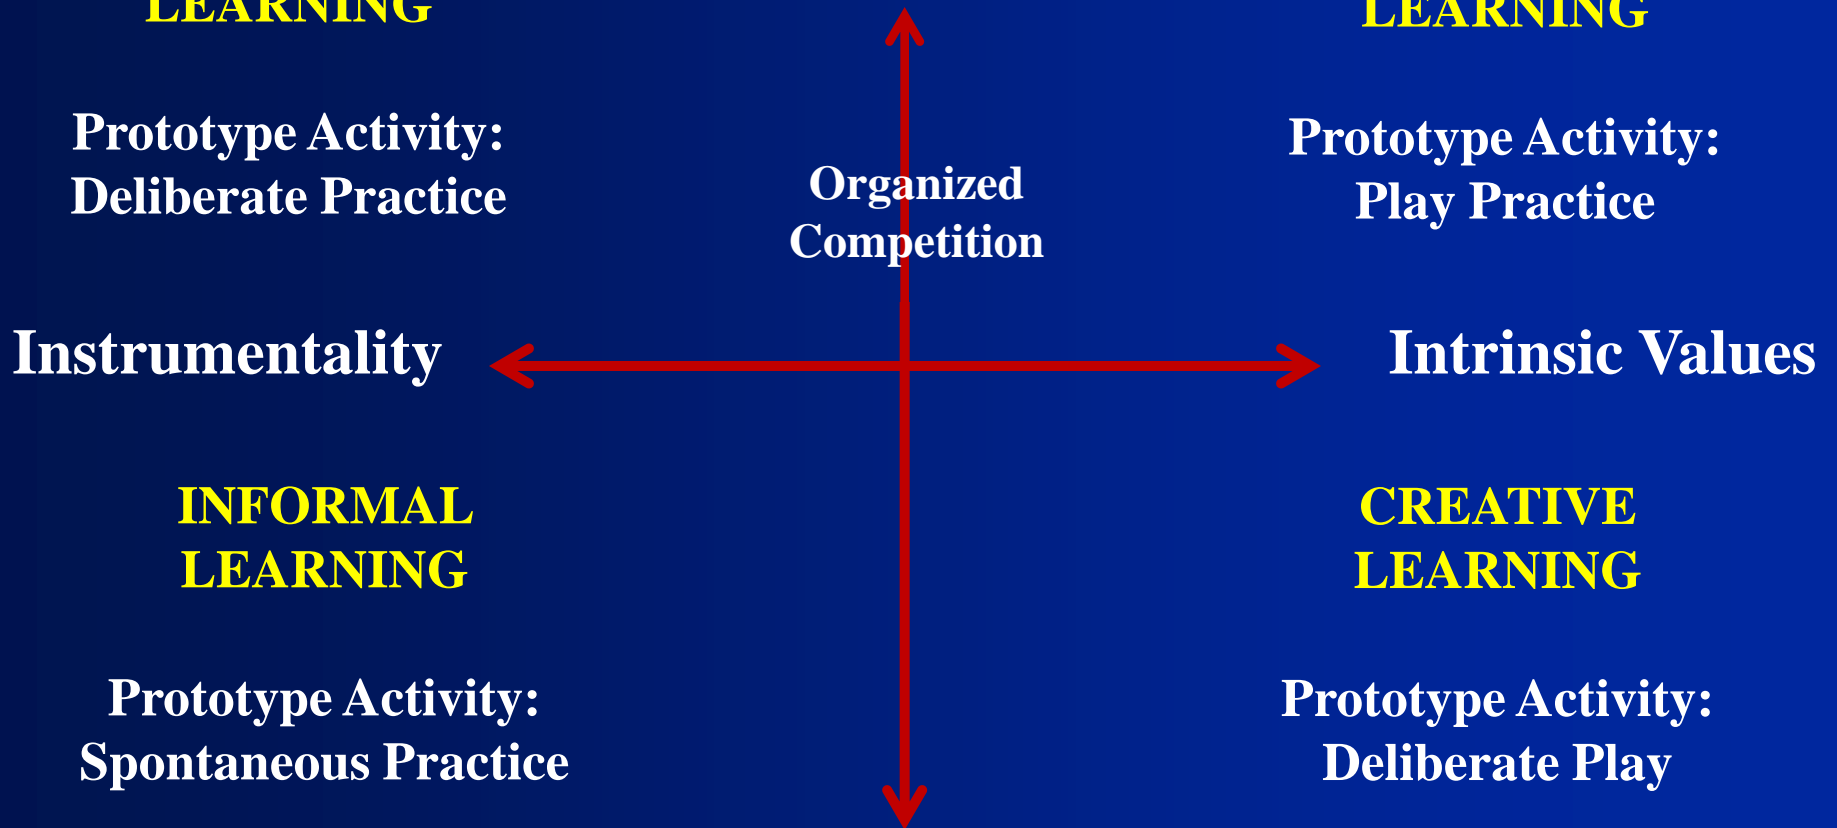 LEARNING
LEARNING
Prototype Activity:
Deliberate Practice
Prototype Activity:
Play Practice
Organized
Competition
Instrumentality
Intrinsic Values
INFORMAL
LEARNING
CREATIVE
LEARNING
Prototype Activity:
Spontaneous Practice
Prototype Activity:
Deliberate Play